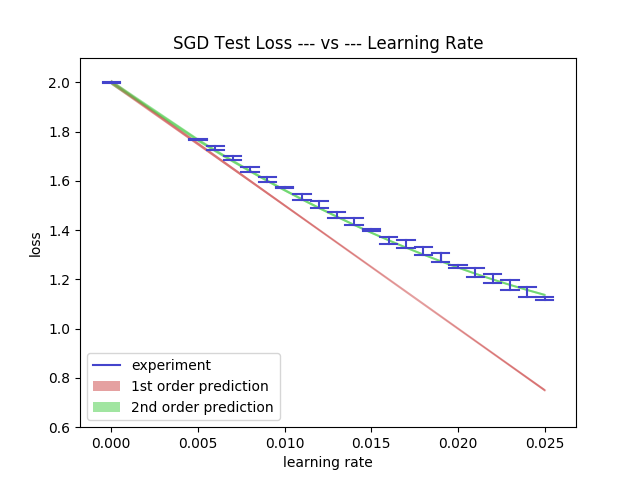 SGD Test Loss --- vs --- Learning Rate
2.0
1.8
1.6
1.4
1.2
1.0
0.8
0.6
loss
experiment
1st order prediction
2nd order prediction
0.000 0.005 0.010 0.015 0.020 0.025
learning rate